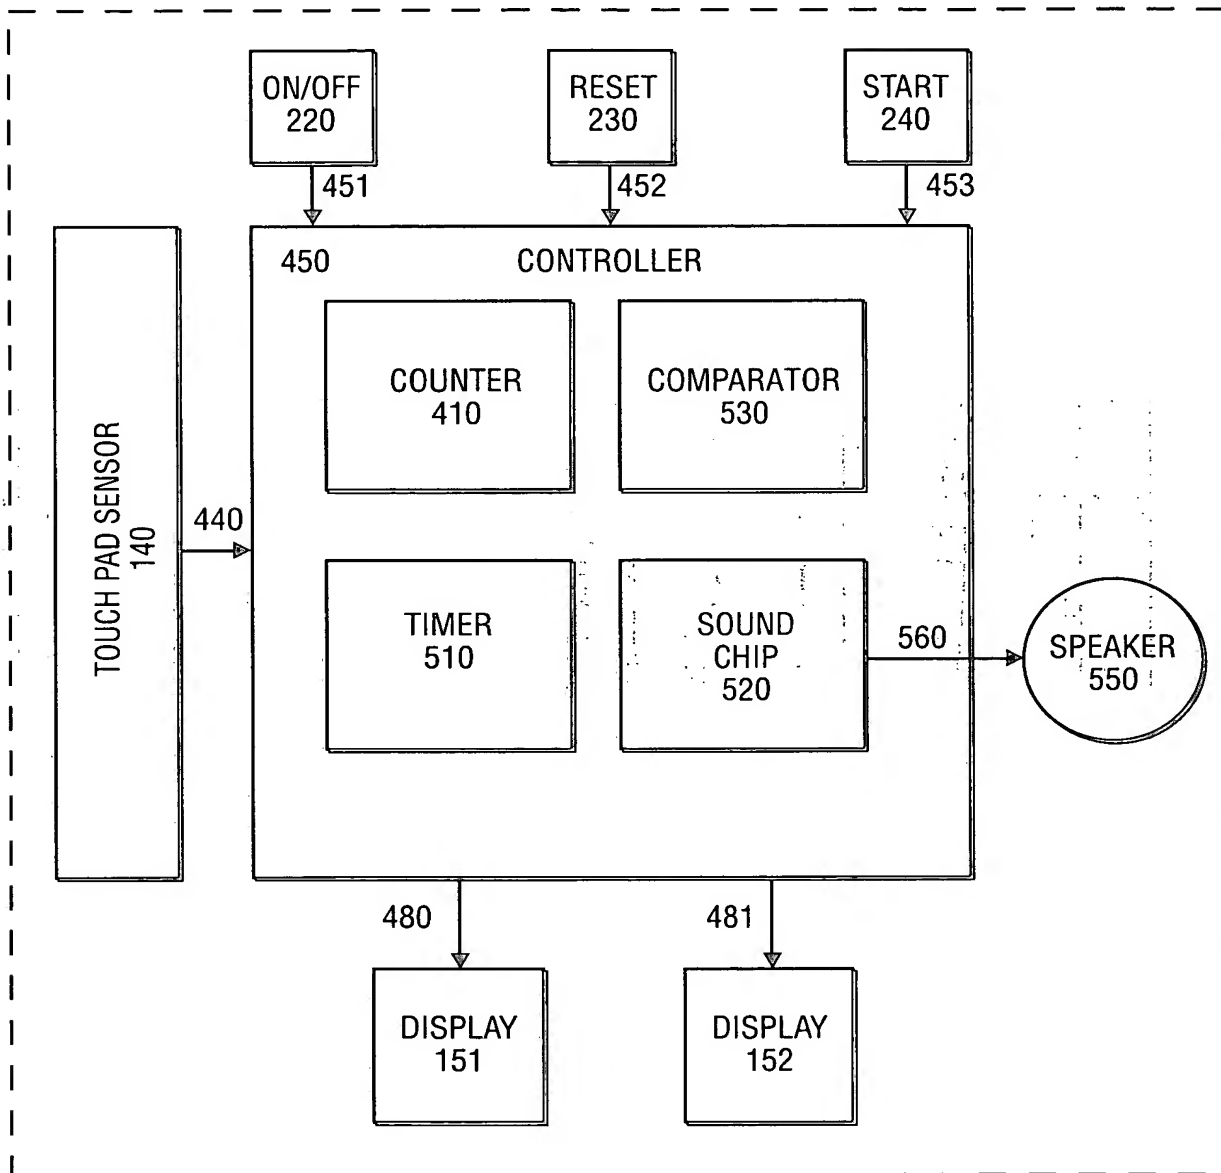 ON/OFF
220
RESET
230
START
240
451
452
453
450
CONTROLLER
COUNTER
410
COMPARATOR
530
TOUCH PAD SENSOR
140
440
TIMER
510
SOUND
CHIP
520
560
SPEAKER
550
480
481
DISPLAY
151
DISPLAY
152